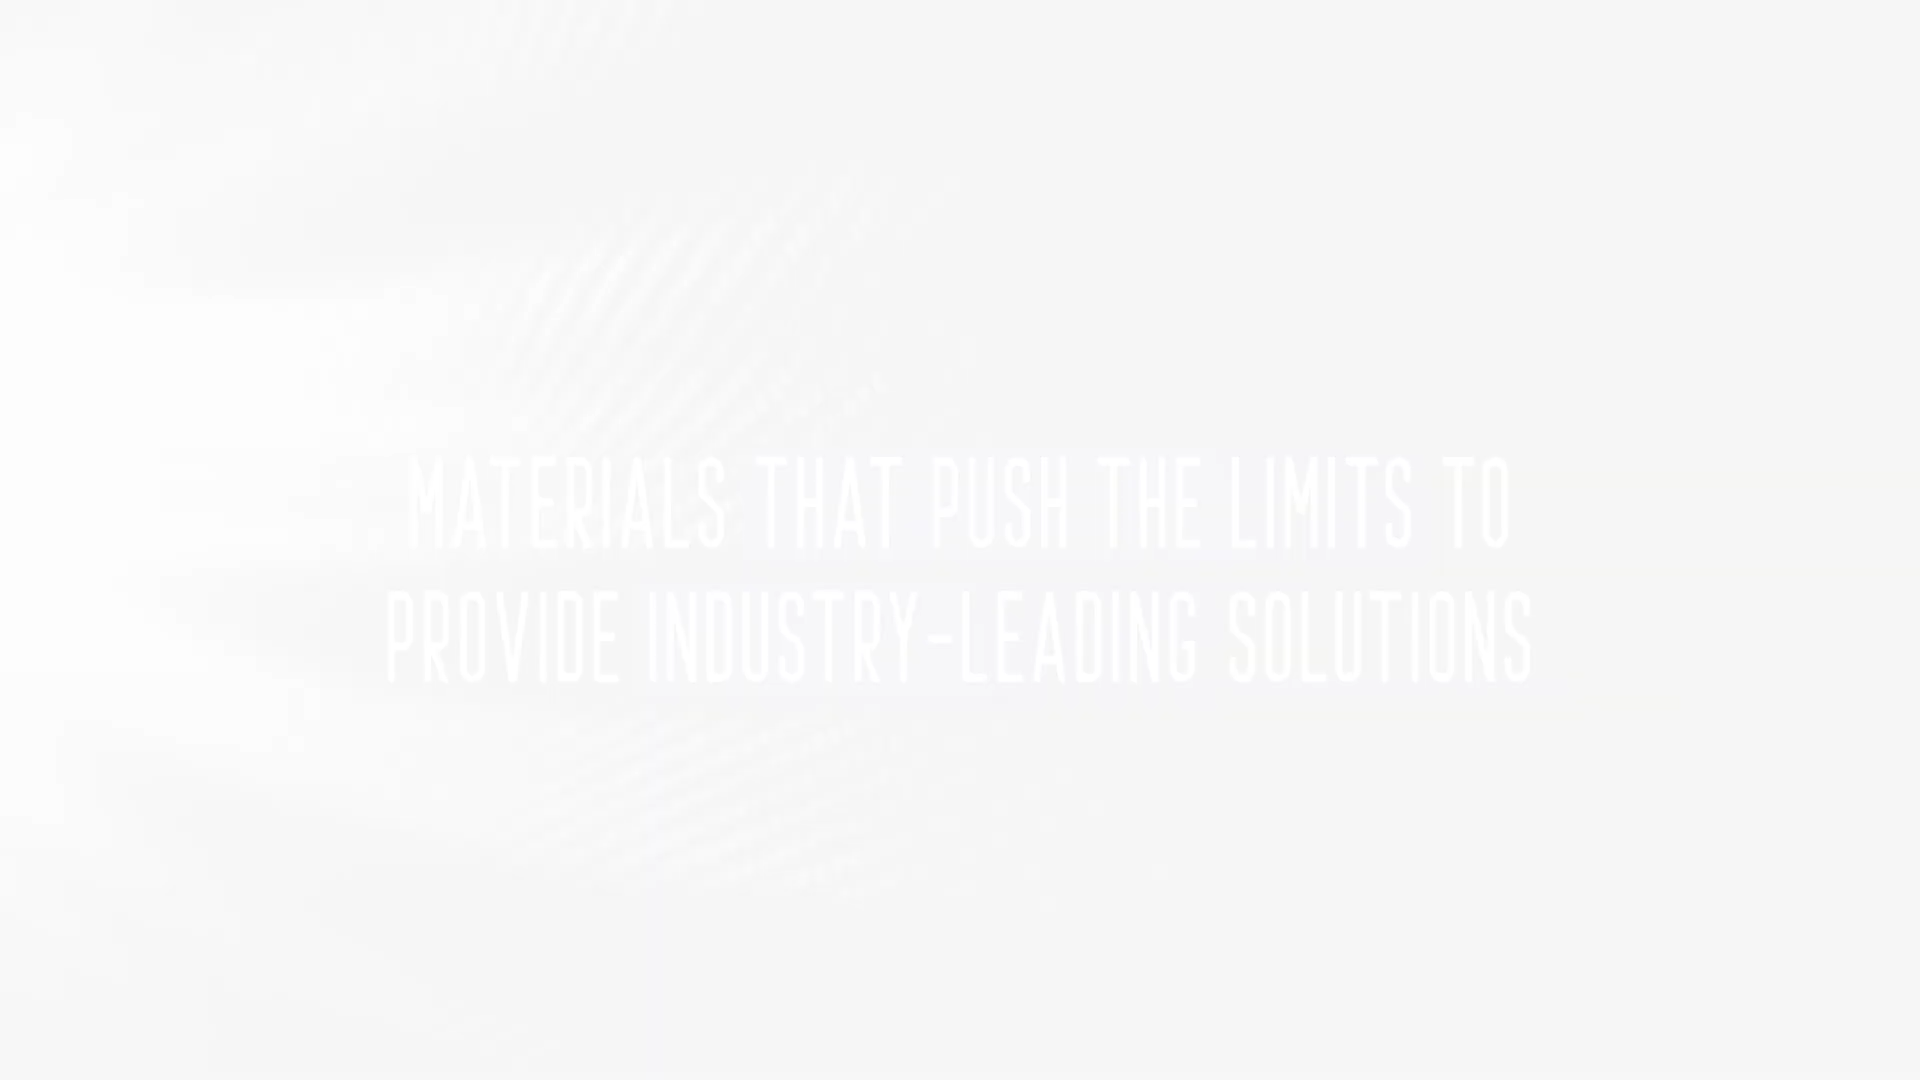 MATERIALS THAT PUSH THE LIMITS TO
PROVIDE INDUSTRY-LEADING SOLUTIONS